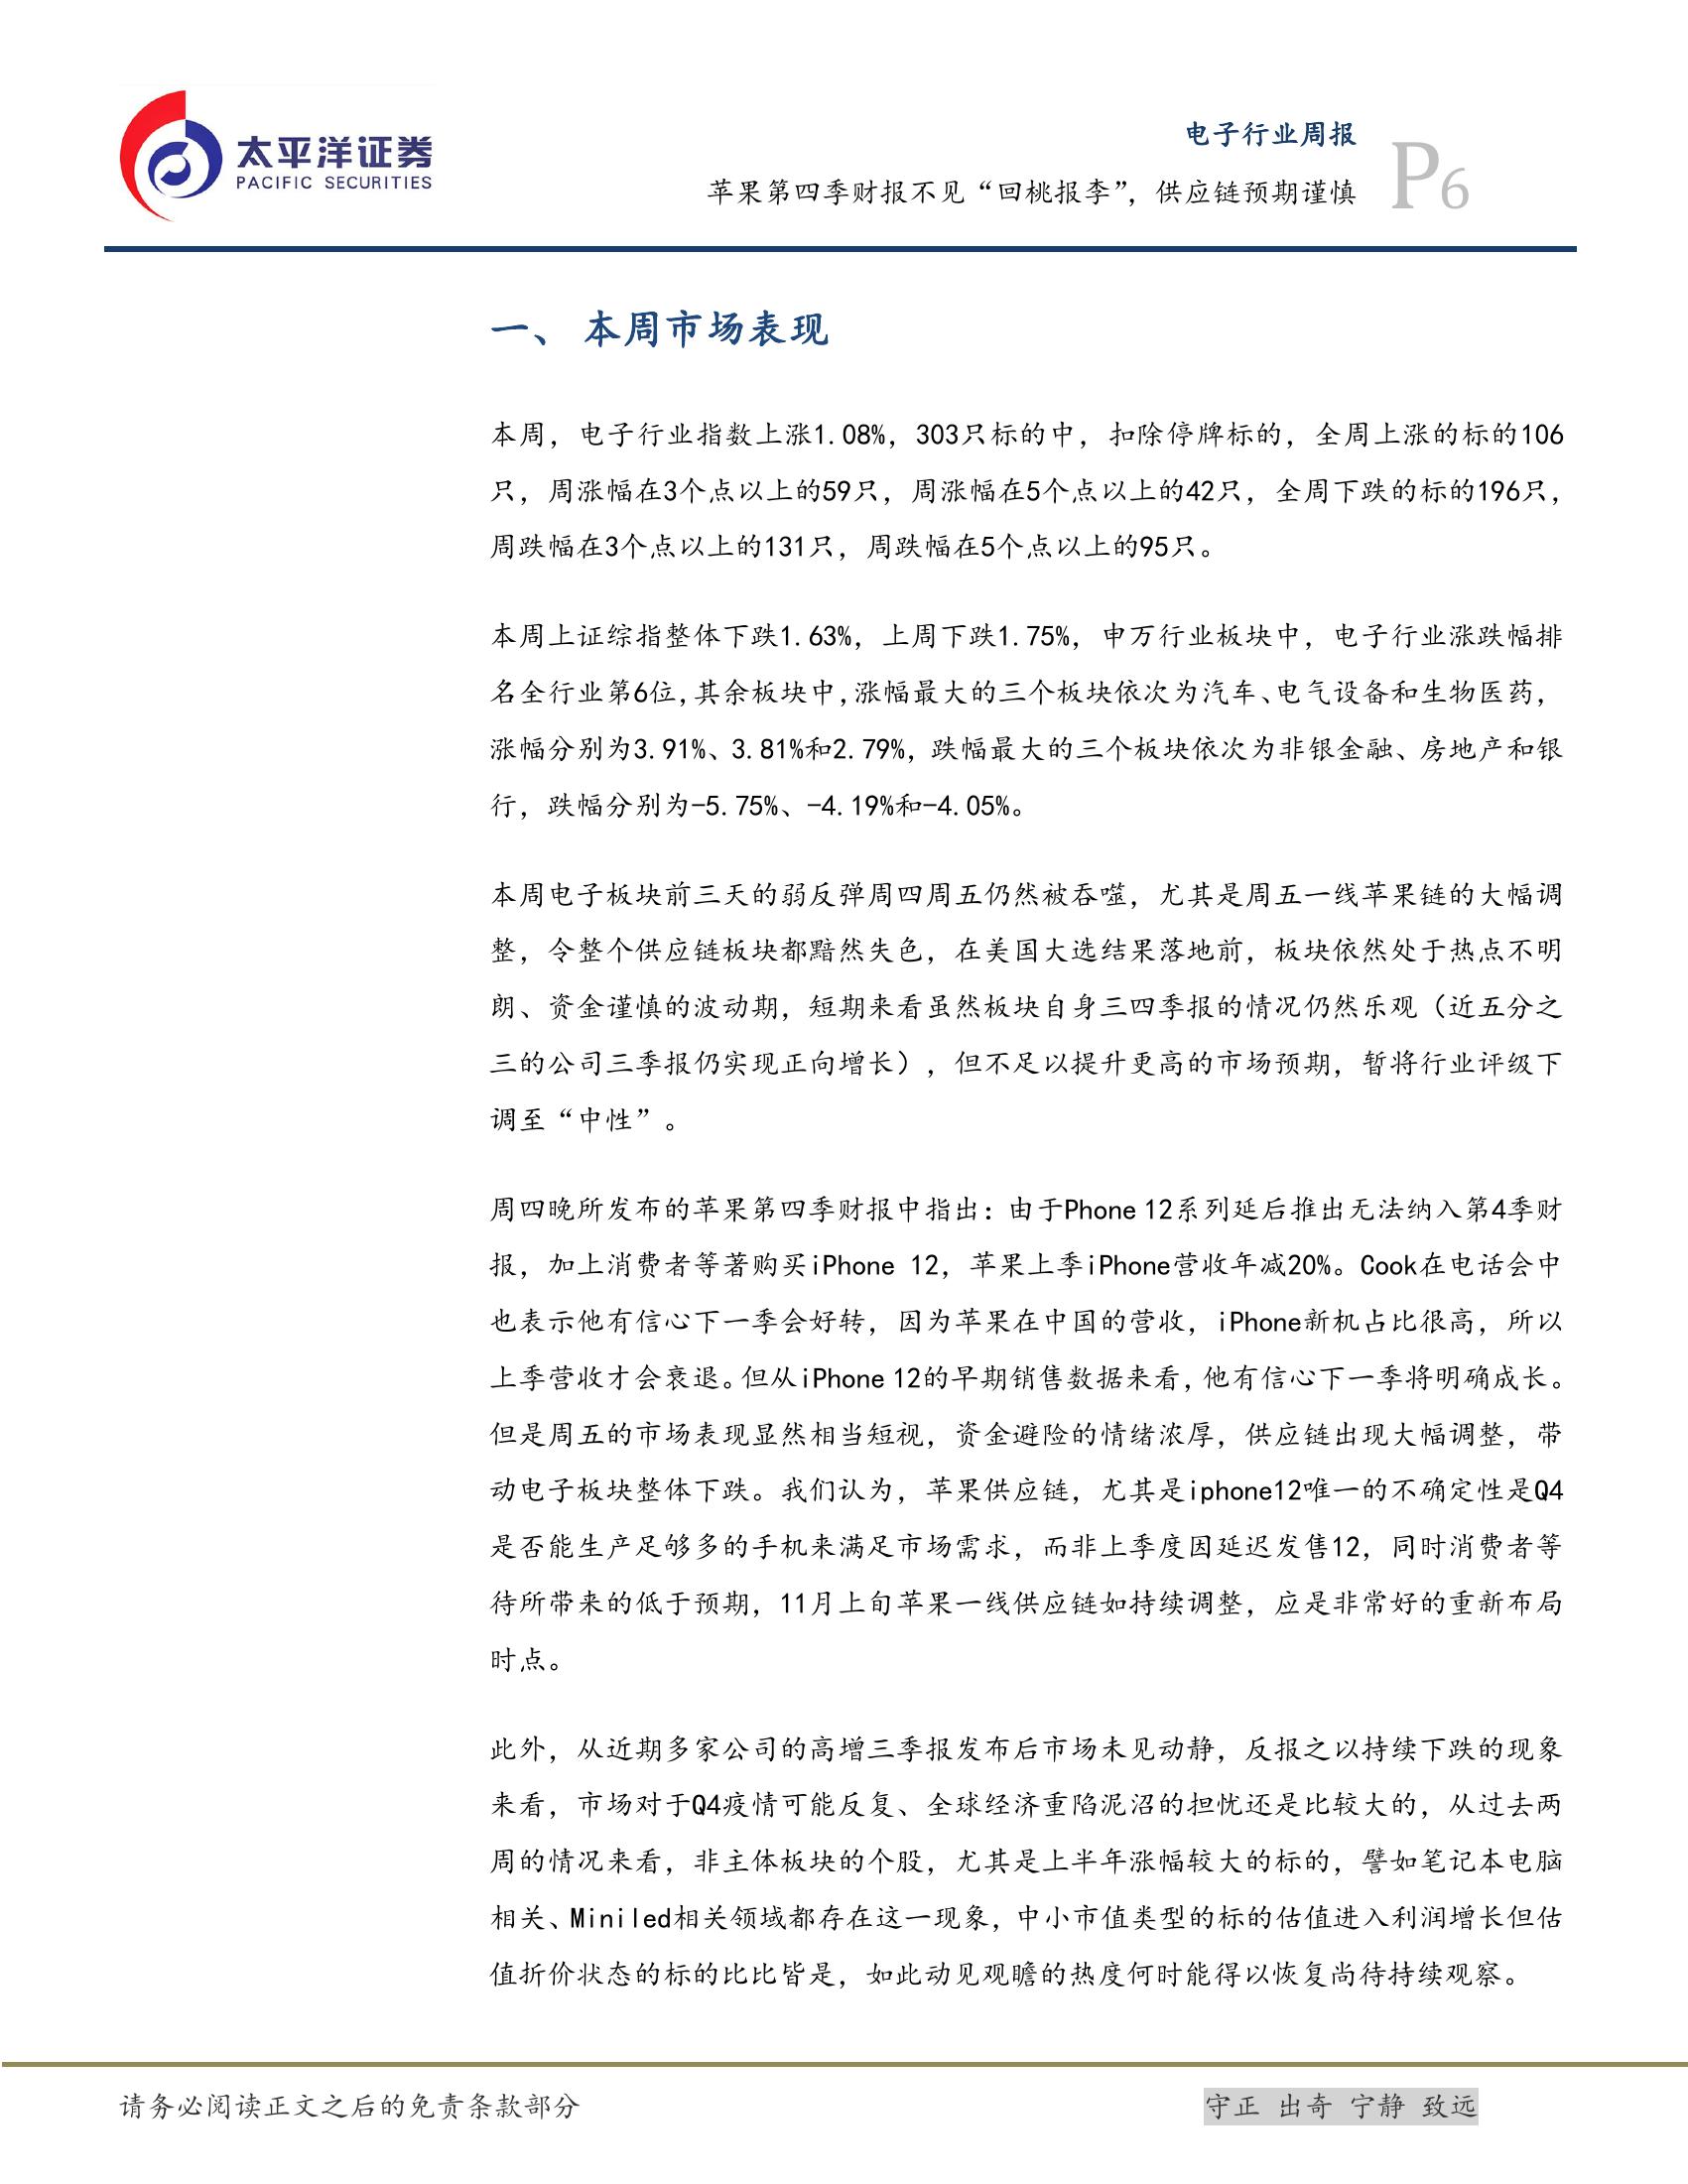 太平洋证券
PACIFIC SECURITIES
电子行业周报
苹果第四季财报不见“回桃报李”，供应链预期谨慎
P6
一、 本周市场表现
本周，电子行业指数上涨1.08%，303只标的中，扣除停牌标的，全周上涨的标的106
只，周涨幅在3个点以上的59只，周涨幅在5个点以上的42只，全周下跌的标的196只，
周跌幅在3个点以上的131只，周跌幅在5个点以上的95只。
本周上证综指整体下跌1.63%，上周下跌1.75%，申万行业板块中，电子行业涨跌幅排
名全行业第6位,其余板块中,涨幅最大的三个板块依次为汽车、电气设备和生物医药，
涨幅分别为3.91%、3.81%和2.79%，跌幅最大的三个板块依次为非银金融、房地产和银
行，跌幅分别为-5.75%、-4.19%和-4.05%。
本周电子板块前三天的弱反弹周四周五仍然被吞噬，尤其是周五一线苹果链的大幅调
整，令整个供应链板块都黯然失色，在美国大选结果落地前，板块依然处于热点不明
朗、资金谨慎的波动期，短期来看虽然板块自身三四季报的情况仍然乐观（近五分之
三的公司三季报仍实现正向增长），但不足以提升更高的市场预期，暂将行业评级下
调至“中性”。
周四晚所发布的苹果第四季财报中指出：由于Phone 12系列延后推出无法纳入第4季财
报，加上消费者等著购买iPhone 12，苹果上季iPhone营收年减20%。Cook在电话会中
也表示他有信心下一季会好转，因为苹果在中国的营收，iPhone新机占比很高，所以
上季营收才会衰退。但从iPhone 12的早期销售数据来看,他有信心下一季将明确成长。
但是周五的市场表现显然相当短视，资金避险的情绪浓厚，供应链出现大幅调整，带
动电子板块整体下跌。我们认为，苹果供应链，尤其是iphone12唯一的不确定性是Q4
是否能生产足够多的手机来满足市场需求，而非上季度因延迟发售12，同时消费者等
待所带来的低于预期，11月上旬苹果一线供应链如持续调整，应是非常好的重新布局
时点。
此外，从近期多家公司的高增三季报发布后市场未见动静，反报之以持续下跌的现象
来看，市场对于Q4疫情可能反复、全球经济重陷泥沼的担忧还是比较大的，从过去两
周的情况来看，非主体板块的个股，尤其是上半年涨幅较大的标的，譬如笔记本电脑
相关、Miniled相关领域都存在这一现象，中小市值类型的标的估值进入利润增长但估
值折价状态的标的比比皆是，如此动见观瞻的热度何时能得以恢复尚待持续观察。
请务必阅读正文之后的免责条款部分
守正 出奇 宁静 致远